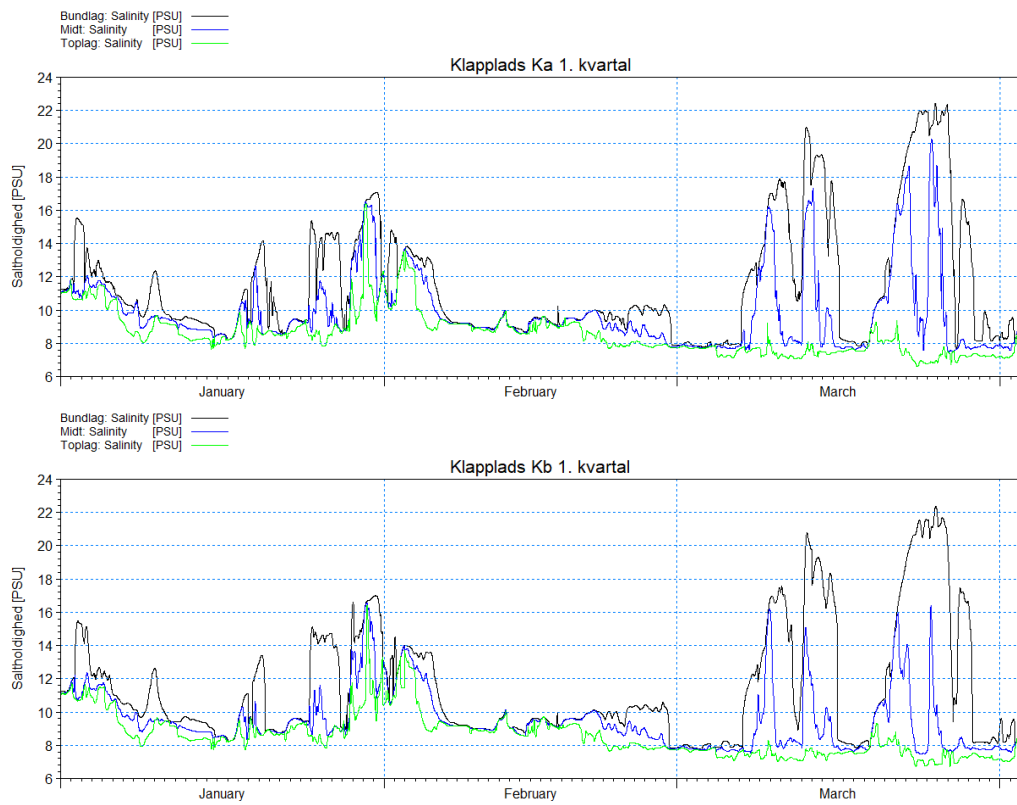 Bundlag: Salinity [PSU]
Midt: Salinity [PSU]
Toplag: Salinity [PSU]
Klapplads Ka 1. kvartal
24
22
20
18
16
14
12
10
8
6
Saltholdighed [PSU]
January February March
Bundlag: Salinity [PSU]
Midt: Salinity [PSU]
Toplag: Salinity [PSU]
Klapplads Kb 1. kvartal
24
22
20
18
16
14
12
10
8
6
Saltholdighed [PSU]
January February March